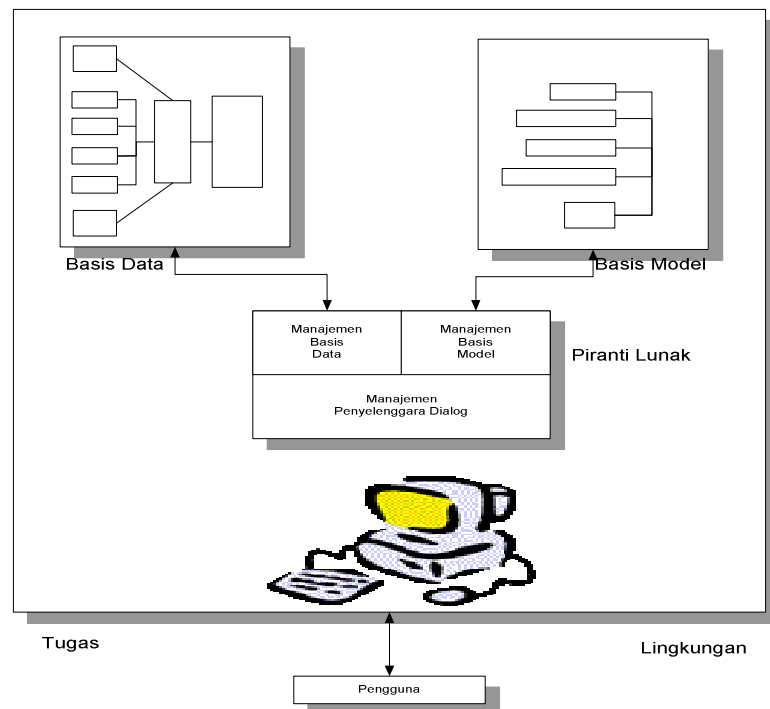 Basis Data
Basis Model
Manajemen
Basis
Data
Manajemen
Basis
Model
Piranti Lunak
Manajemen
Penyelenggara Dialog
Tugas
Lingkungan
Pengguna